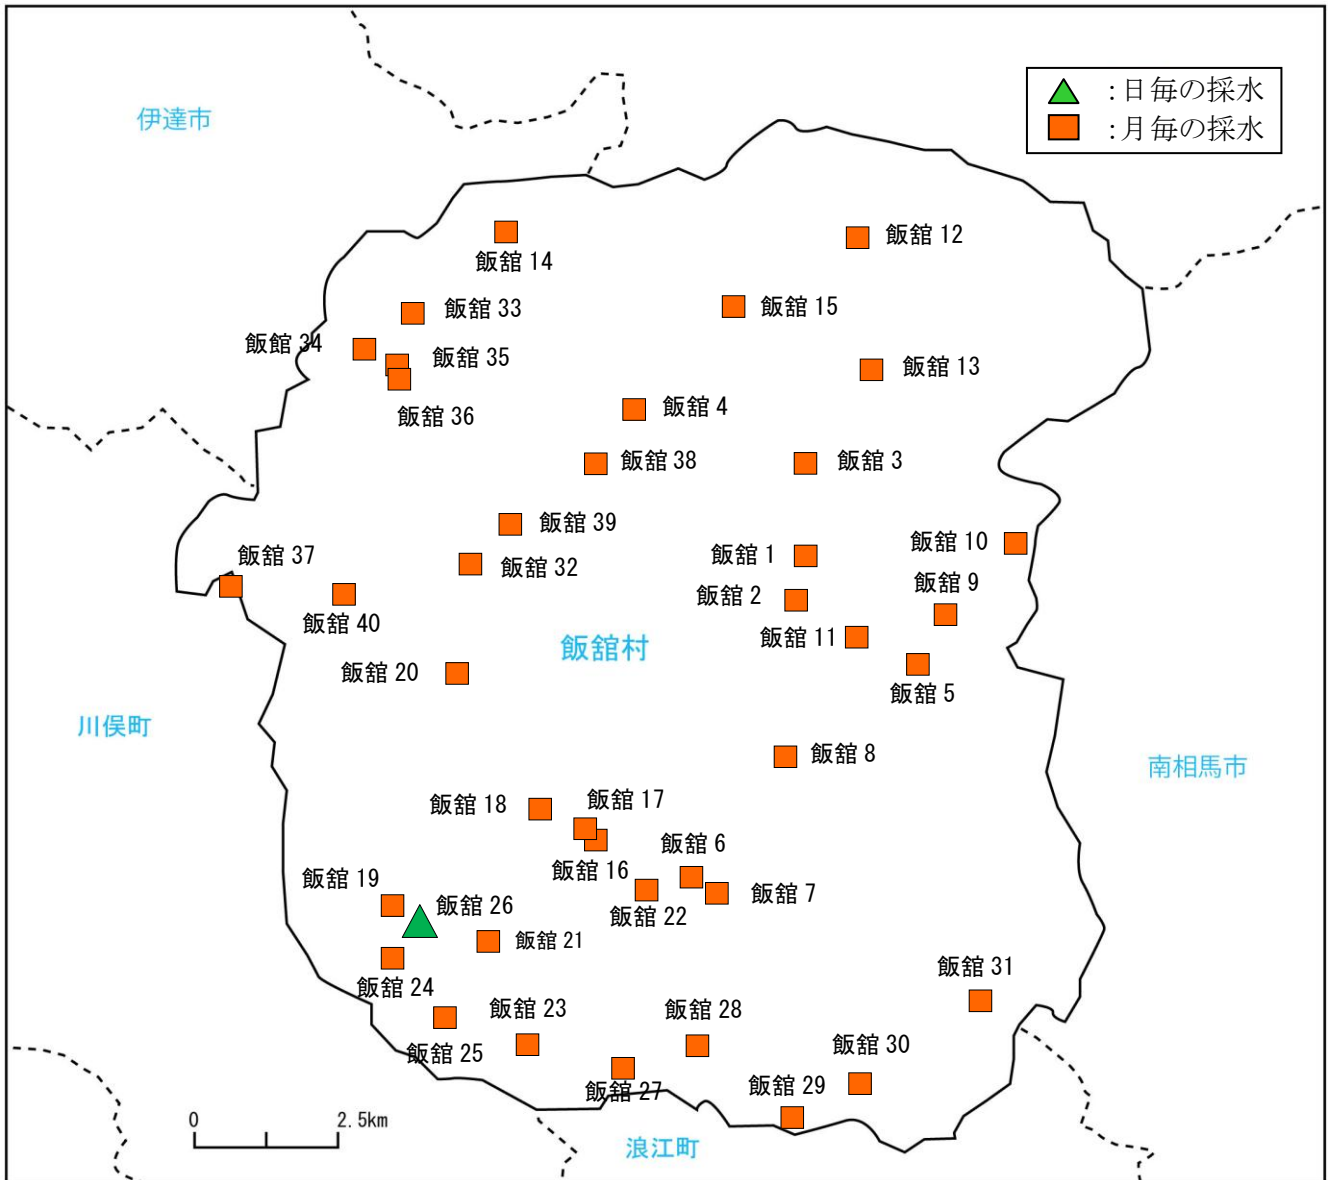 伊達市
:日毎の採水
:月毎の採水
飯舘 14
飯舘 12
飯舘 33
飯舘 15
飯館 34
飯舘 35
飯舘 13
飯舘 36
飯舘 4
飯舘 38
飯舘 3
飯舘 39
飯舘 10
飯舘 37
飯舘 1
飯舘 32
飯舘 9
飯舘 2
飯舘 40
飯舘 11
飯舘村
飯舘 20
飯舘 5
川俣町
飯舘 8
南相馬市
飯舘 18
飯舘 17
飯舘 6
飯舘 16
飯舘 19
飯舘 7
飯舘 26
飯舘 22
飯舘 21
飯舘 31
飯舘 24
飯舘 23
飯舘 28
飯舘 25
飯舘 30
飯舘 27
飯舘 29
0 2.5km
浪江町